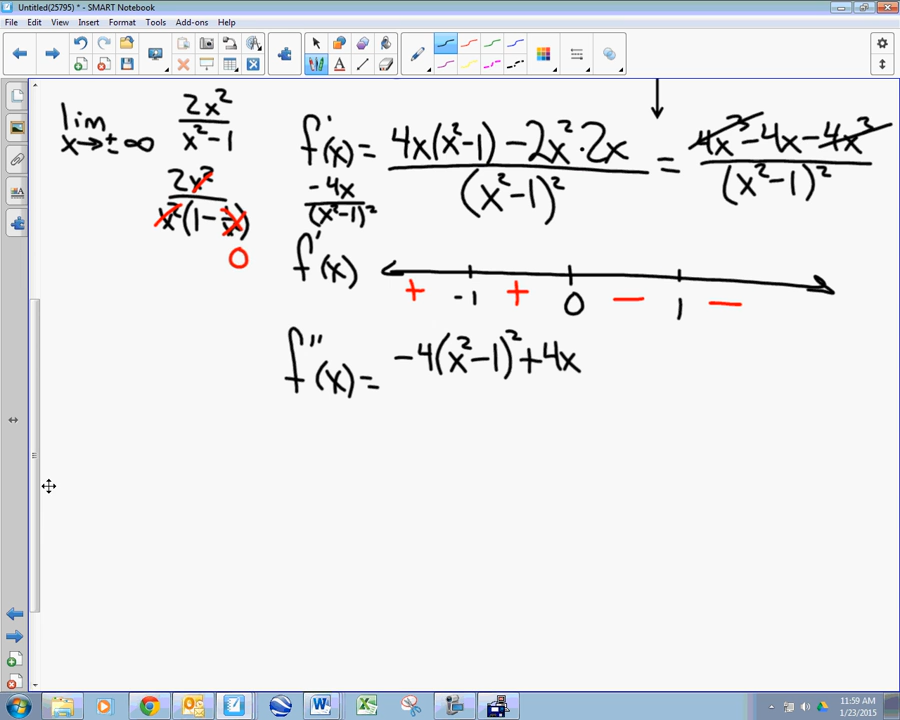 Untitled(25795) * - SMART Notebook
File Edit View Insert Format Tools Add-ons Help
lim x→±∞ 2x²/(x²-1)
2x²/(x²(1-1/x²))
0
f'(x) = (4x(x²-1) - 2x²·2x)/(x²-1)² = (4x³-4x-4x³)/(x²-1)²
-4x/(x²-1)²
f'(x)
+ -1 + 0 - 1 -
f''(x) = -4(x²-1)²+4x
11:59 AM
1/23/2015